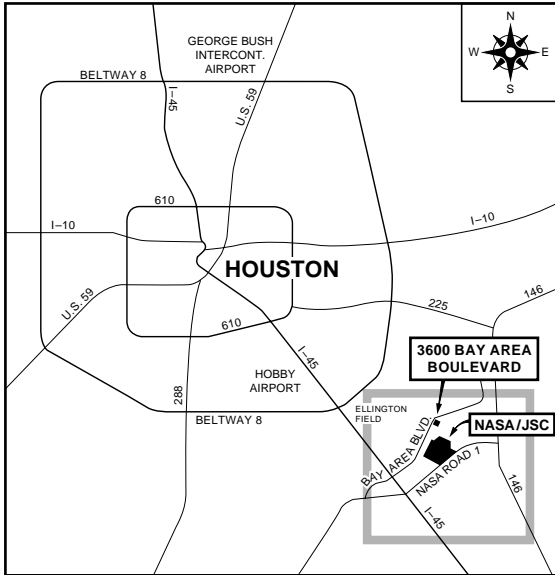 N
W E
S
GEORGE BUSH
INTERCONT.
AIRPORT
BELTWAY 8
I–45
U.S. 59
610
I–10
I–10
HOUSTON
U.S. 59
225
146
610
I–45
3600 BAY AREA
BOULEVARD
HOBBY
AIRPORT
288
ELLINGTON
FIELD
NASA/JSC
BELTWAY 8
BAY AREA BLVD.
NASA ROAD 1
146
I–45